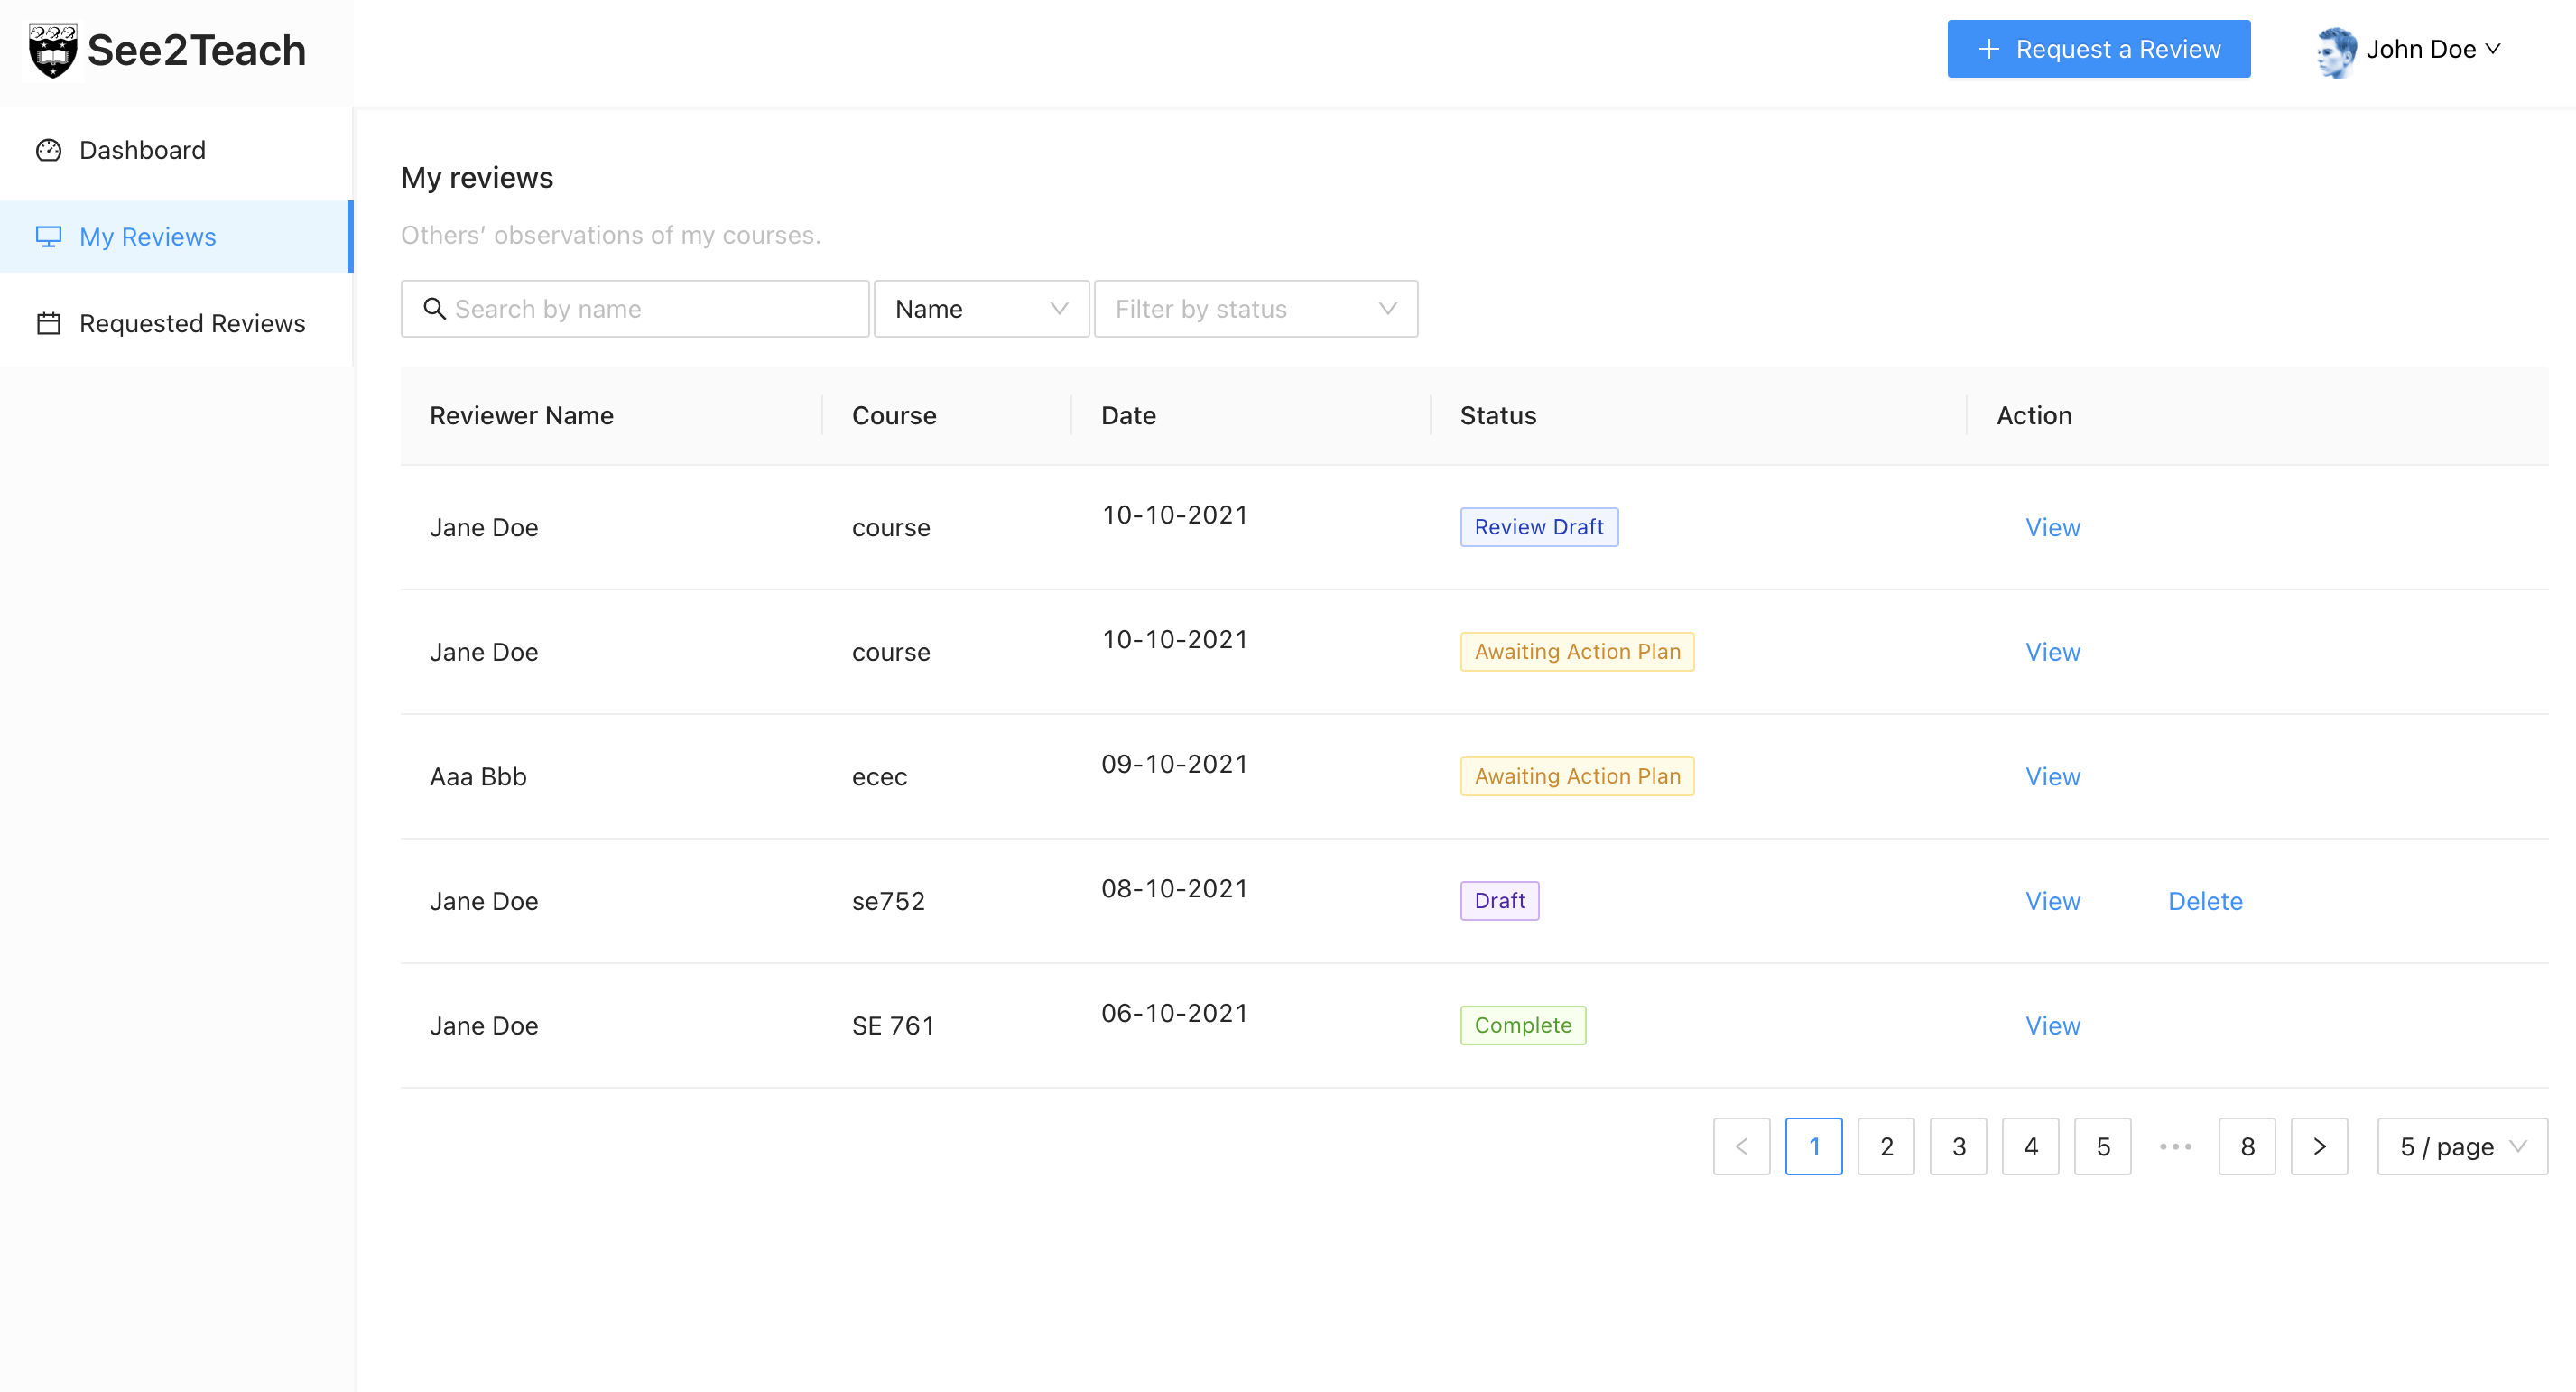 See2Teach
+ Request a Review
John Doe
Dashboard
My Reviews
Requested Reviews
My reviews
Others’ observations of my courses.
Search by name Name Filter by status
Reviewer Name Course Date Status Action
Jane Doe course 10-10-2021 Review Draft View
Jane Doe course 10-10-2021 Awaiting Action Plan View
Aaa Bbb ecec 09-10-2021 Awaiting Action Plan View
Jane Doe se752 08-10-2021 Draft View Delete
Jane Doe SE 761 06-10-2021 Complete View
< 1 2 3 4 5 ••• 8 > 5 / page